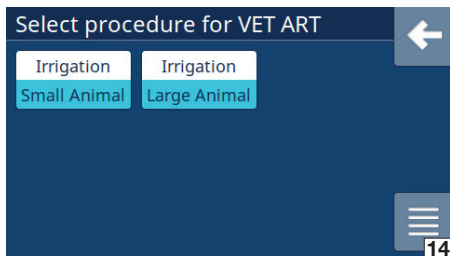 Select procedure for VET ART
Irrigation
Small Animal
Irrigation
Large Animal
14